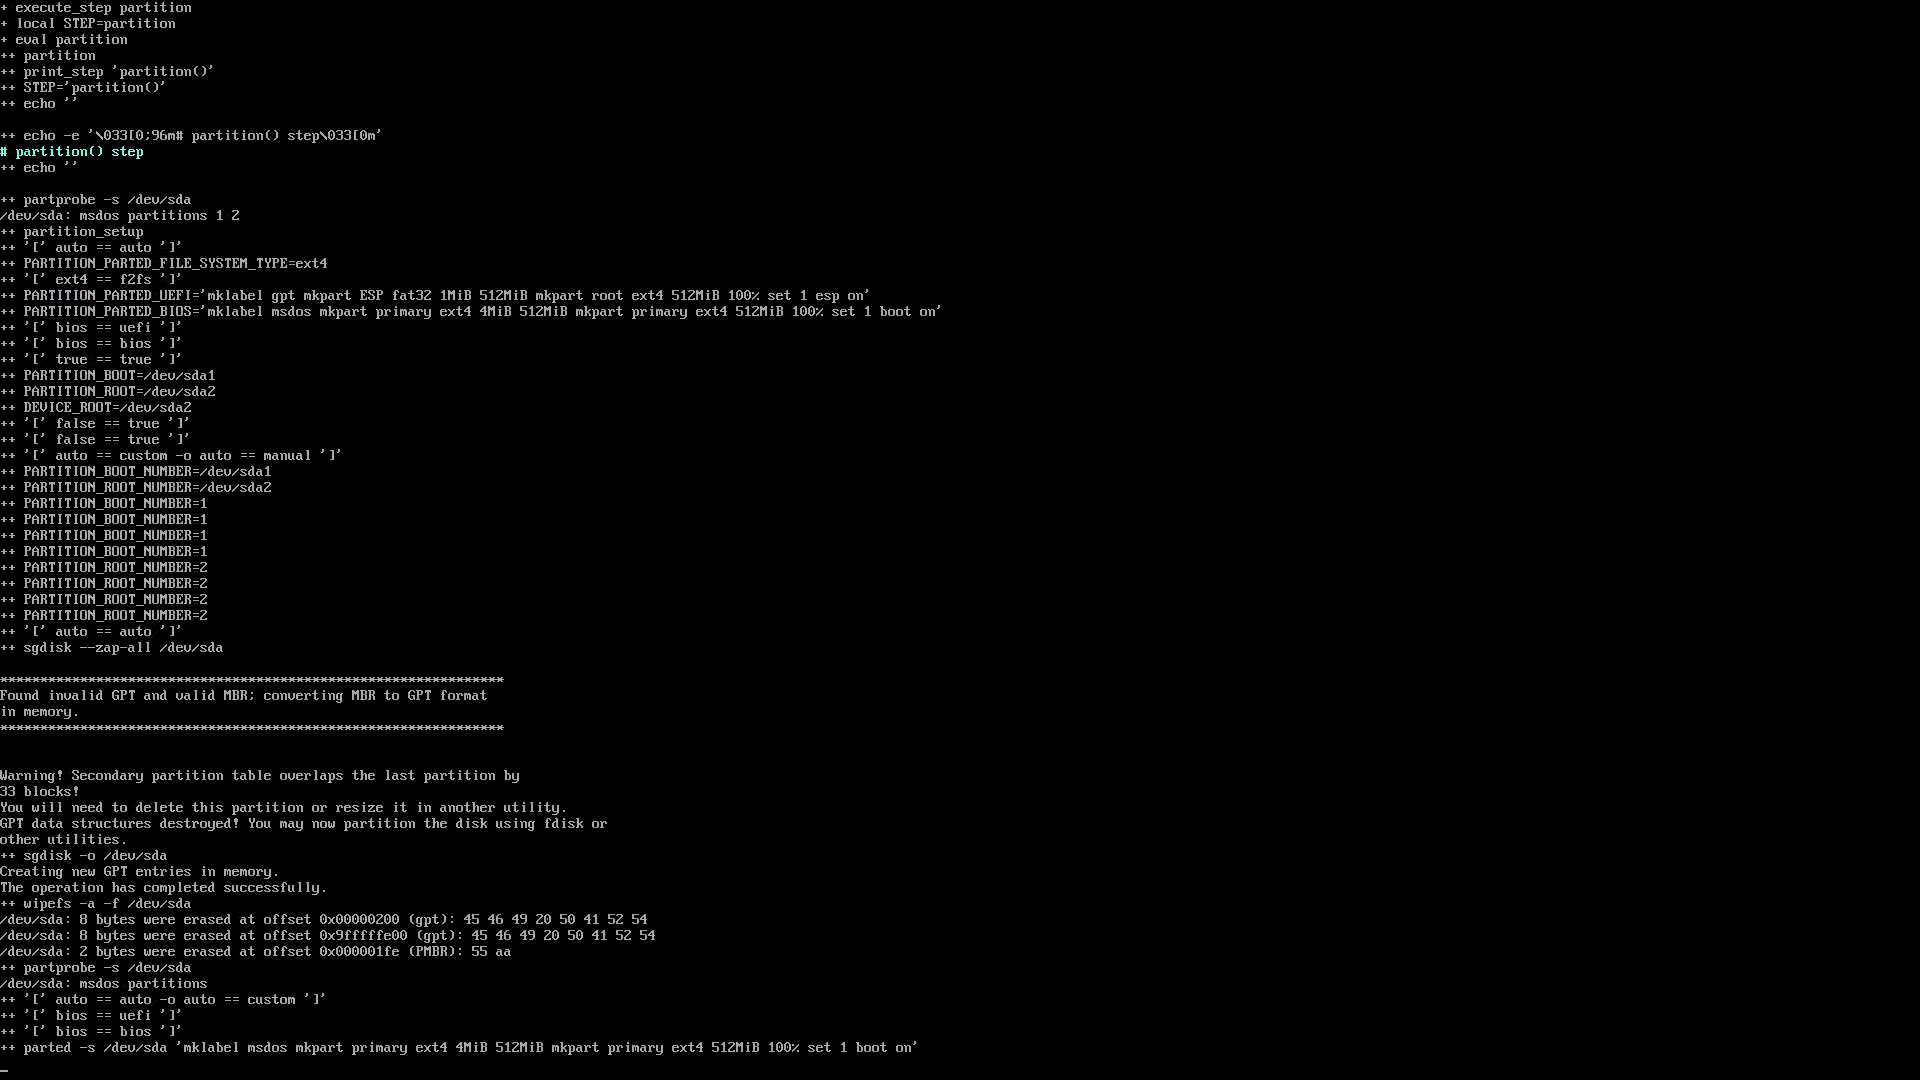 + execute_step partition
+ local STEP=partition
+ eval partition
++ partition
++ print_step 'partition()'
++ STEP='partition()'
++ echo ''
++ echo -e '\033[0;96m# partition() step\033[0m'
# partition() step
++ echo ''
++ partprobe -s /dev/sda
/dev/sda: msdos partitions 1 2
++ partition_setup
++ '[' auto == auto ']'
++ PARTITION_PARTED_FILE_SYSTEM_TYPE=ext4
++ '[' ext4 == f2fs ']'
++ PARTITION_PARTED_UEFI='mklabel gpt mkpart ESP fat32 1MiB 512MiB mkpart root ext4 512MiB 100% set 1 esp on'
++ PARTITION_PARTED_BIOS='mklabel msdos mkpart primary ext4 4MiB 512MiB mkpart primary ext4 512MiB 100% set 1 boot on'
++ '[' bios == uefi ']'
++ '[' bios == bios ']'
++ '[' true == true ']'
++ PARTITION_BOOT=/dev/sda1
++ PARTITION_ROOT=/dev/sda2
++ DEVICE_ROOT=/dev/sda2
++ '[' false == true ']'
++ '[' false == true ']'
++ '[' auto == custom -o auto == manual ']'
++ PARTITION_BOOT_NUMBER=/dev/sda1
++ PARTITION_ROOT_NUMBER=/dev/sda2
++ PARTITION_BOOT_NUMBER=1
++ PARTITION_BOOT_NUMBER=1
++ PARTITION_BOOT_NUMBER=1
++ PARTITION_BOOT_NUMBER=1
++ PARTITION_ROOT_NUMBER=2
++ PARTITION_ROOT_NUMBER=2
++ PARTITION_ROOT_NUMBER=2
++ PARTITION_ROOT_NUMBER=2
++ '[' auto == auto ']'
++ sgdisk --zap-all /dev/sda
***************************************************************
Found invalid GPT and valid MBR; converting MBR to GPT format
in memory.
***************************************************************
Warning! Secondary partition table overlaps the last partition by
33 blocks!
You will need to delete this partition or resize it in another utility.
GPT data structures destroyed! You may now partition the disk using fdisk or
other utilities.
++ sgdisk -o /dev/sda
Creating new GPT entries in memory.
The operation has completed successfully.
++ wipefs -a -f /dev/sda
/dev/sda: 8 bytes were erased at offset 0x00000200 (gpt): 45 46 49 20 50 41 52 54
/dev/sda: 8 bytes were erased at offset 0x9fffffe00 (gpt): 45 46 49 20 50 41 52 54
/dev/sda: 2 bytes were erased at offset 0x000001fe (PMBR): 55 aa
++ partprobe -s /dev/sda
/dev/sda: msdos partitions
++ '[' auto == auto -o auto == custom ']'
++ '[' bios == uefi ']'
++ '[' bios == bios ']'
++ parted -s /dev/sda 'mklabel msdos mkpart primary ext4 4MiB 512MiB mkpart primary ext4 512MiB 100% set 1 boot on'